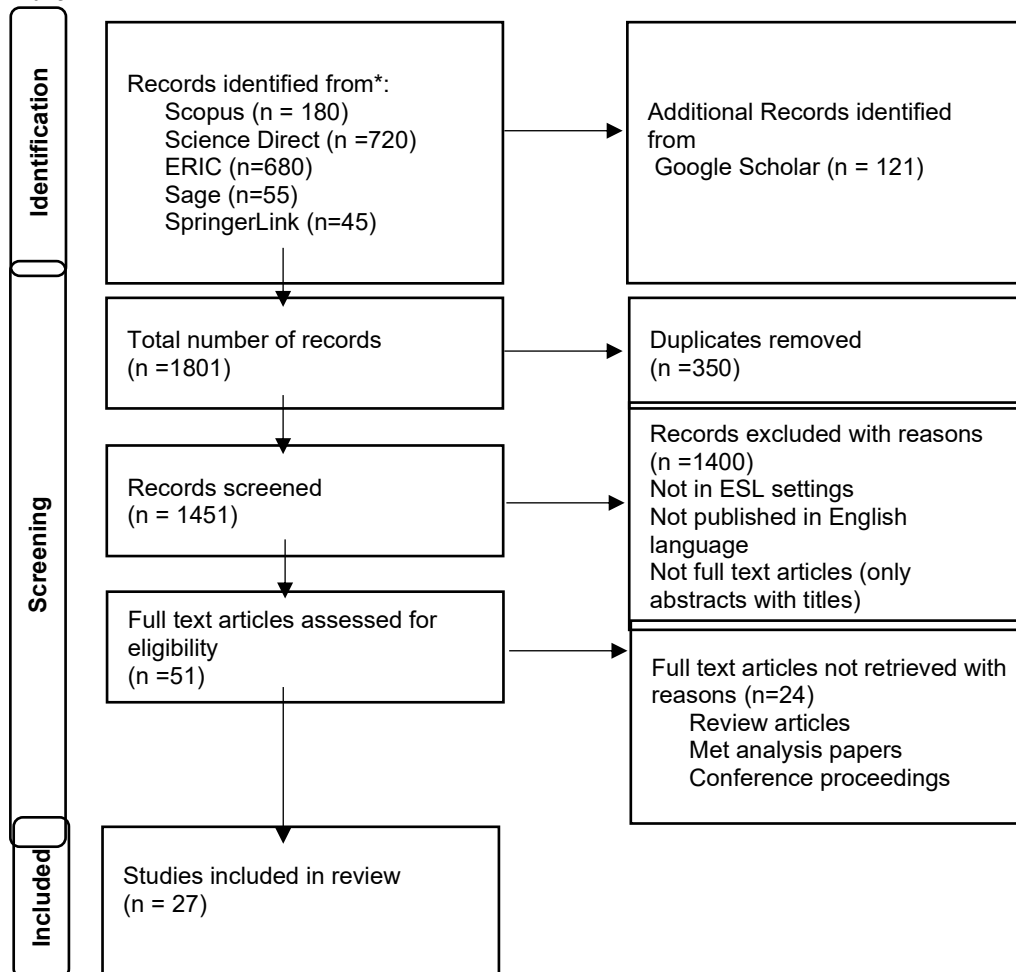 Identification
Records identified from*:
Scopus (n = 180)
Science Direct (n =720)
ERIC (n=680)
Sage (n=55)
SpringerLink (n=45)
Additional Records identified
from
Google Scholar (n = 121)
Screening
Total number of records
(n =1801)
Duplicates removed
(n =350)
Records screened
(n = 1451)
Records excluded with reasons
(n =1400)
Not in ESL settings
Not published in English
language
Not full text articles (only
abstracts with titles)
Full text articles assessed for
eligibility
(n =51)
Full text articles not retrieved with
reasons (n=24)
Review articles
Met analysis papers
Conference proceedings
Included
Studies included in review
(n = 27)